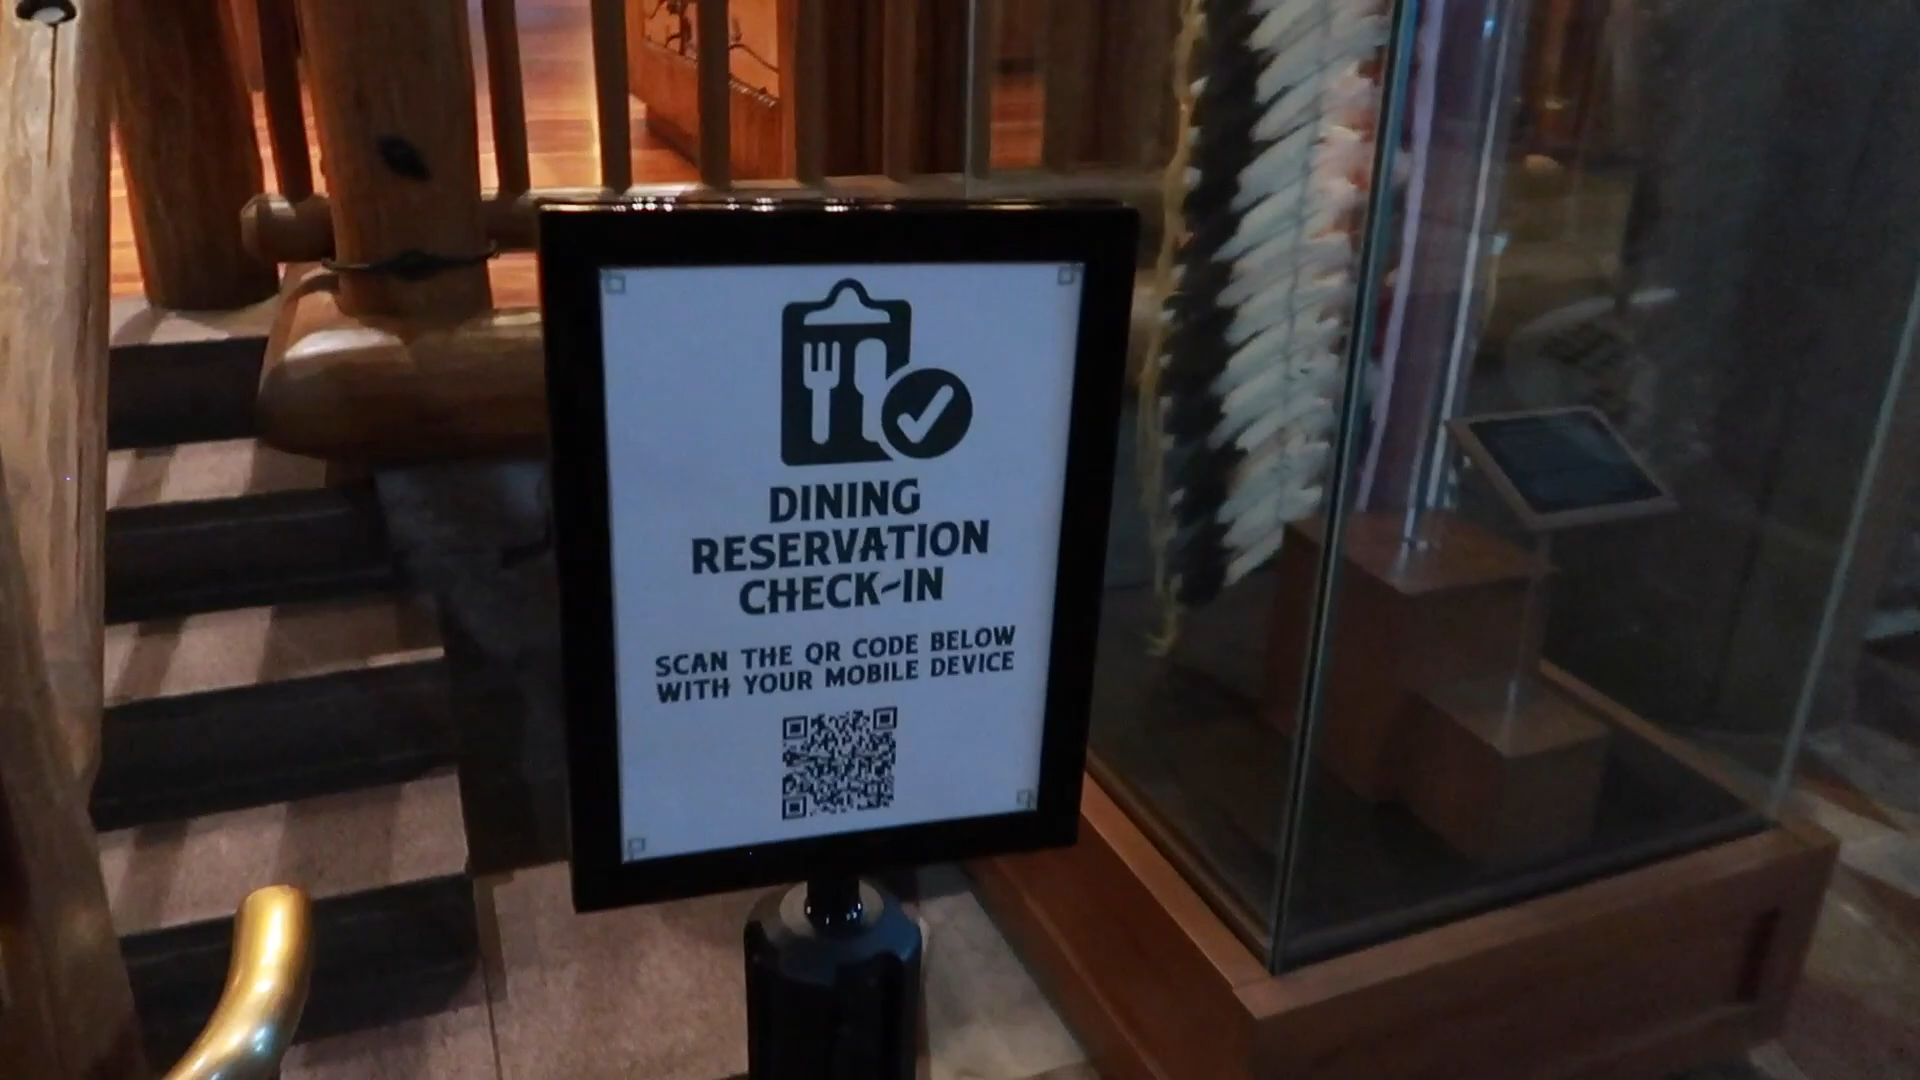 DINING
RESERVATION
CHECK-IN
SCAN THE QR CODE BELOW
WITH YOUR MOBILE DEVICE